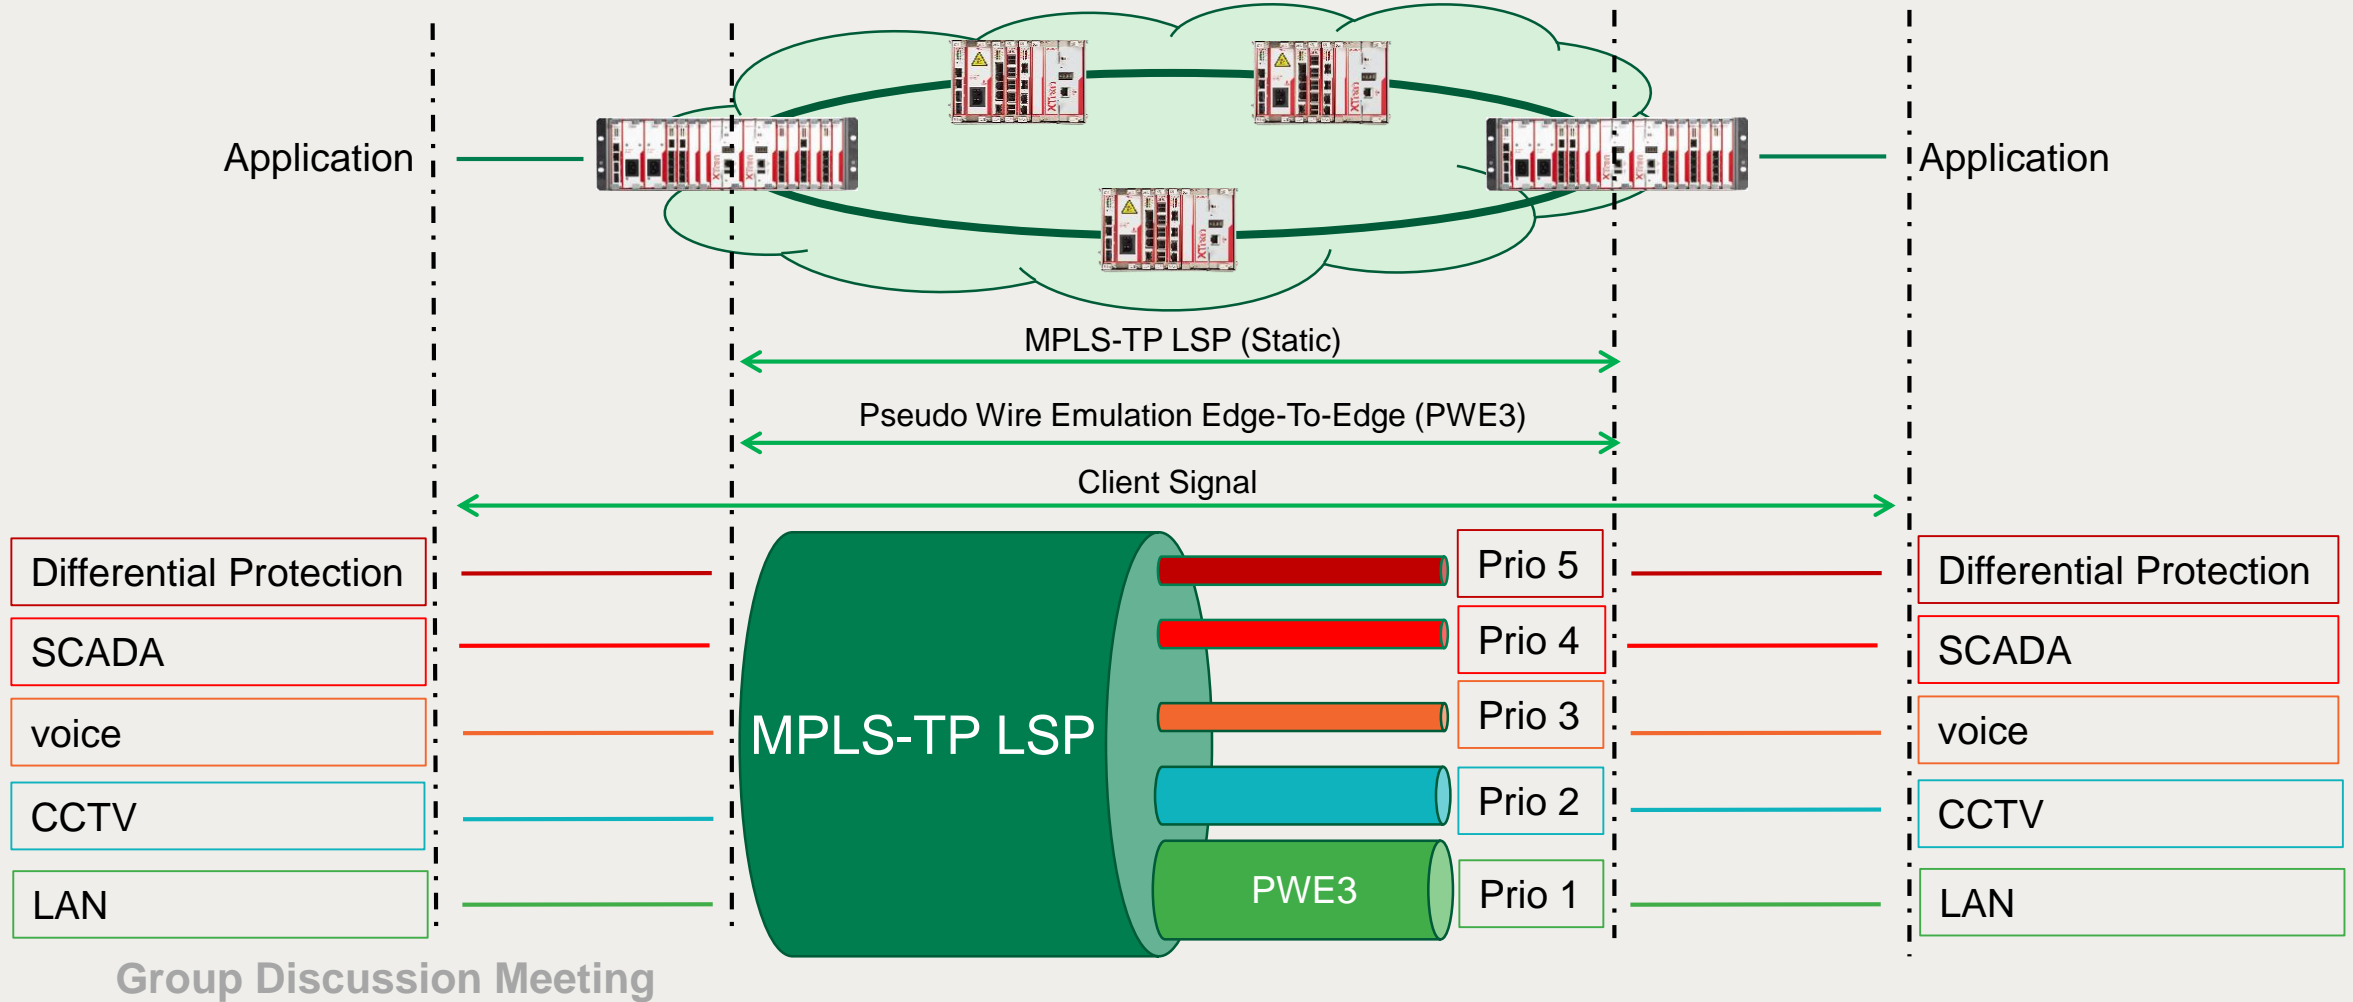 Application
Application
MPLS-TP LSP (Static)
Pseudo Wire Emulation Edge-To-Edge (PWE3)
Client Signal
Differential Protection
Prio 5
Differential Protection
SCADA
Prio 4
SCADA
voice
MPLS-TP LSP
Prio 3
voice
CCTV
Prio 2
CCTV
LAN
PWE3
Prio 1
LAN
Group Discussion Meeting